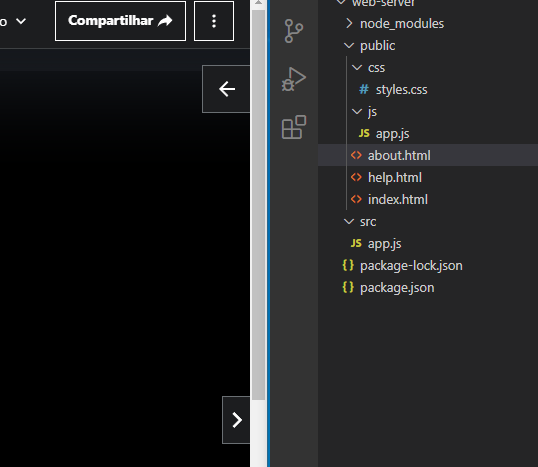 o
Compartilhar
web-server
node_modules
public
css
# styles.css
js
JS app.js
<> about.html
<> help.html
<> index.html
src
JS app.js
{} package-lock.json
{} package.json